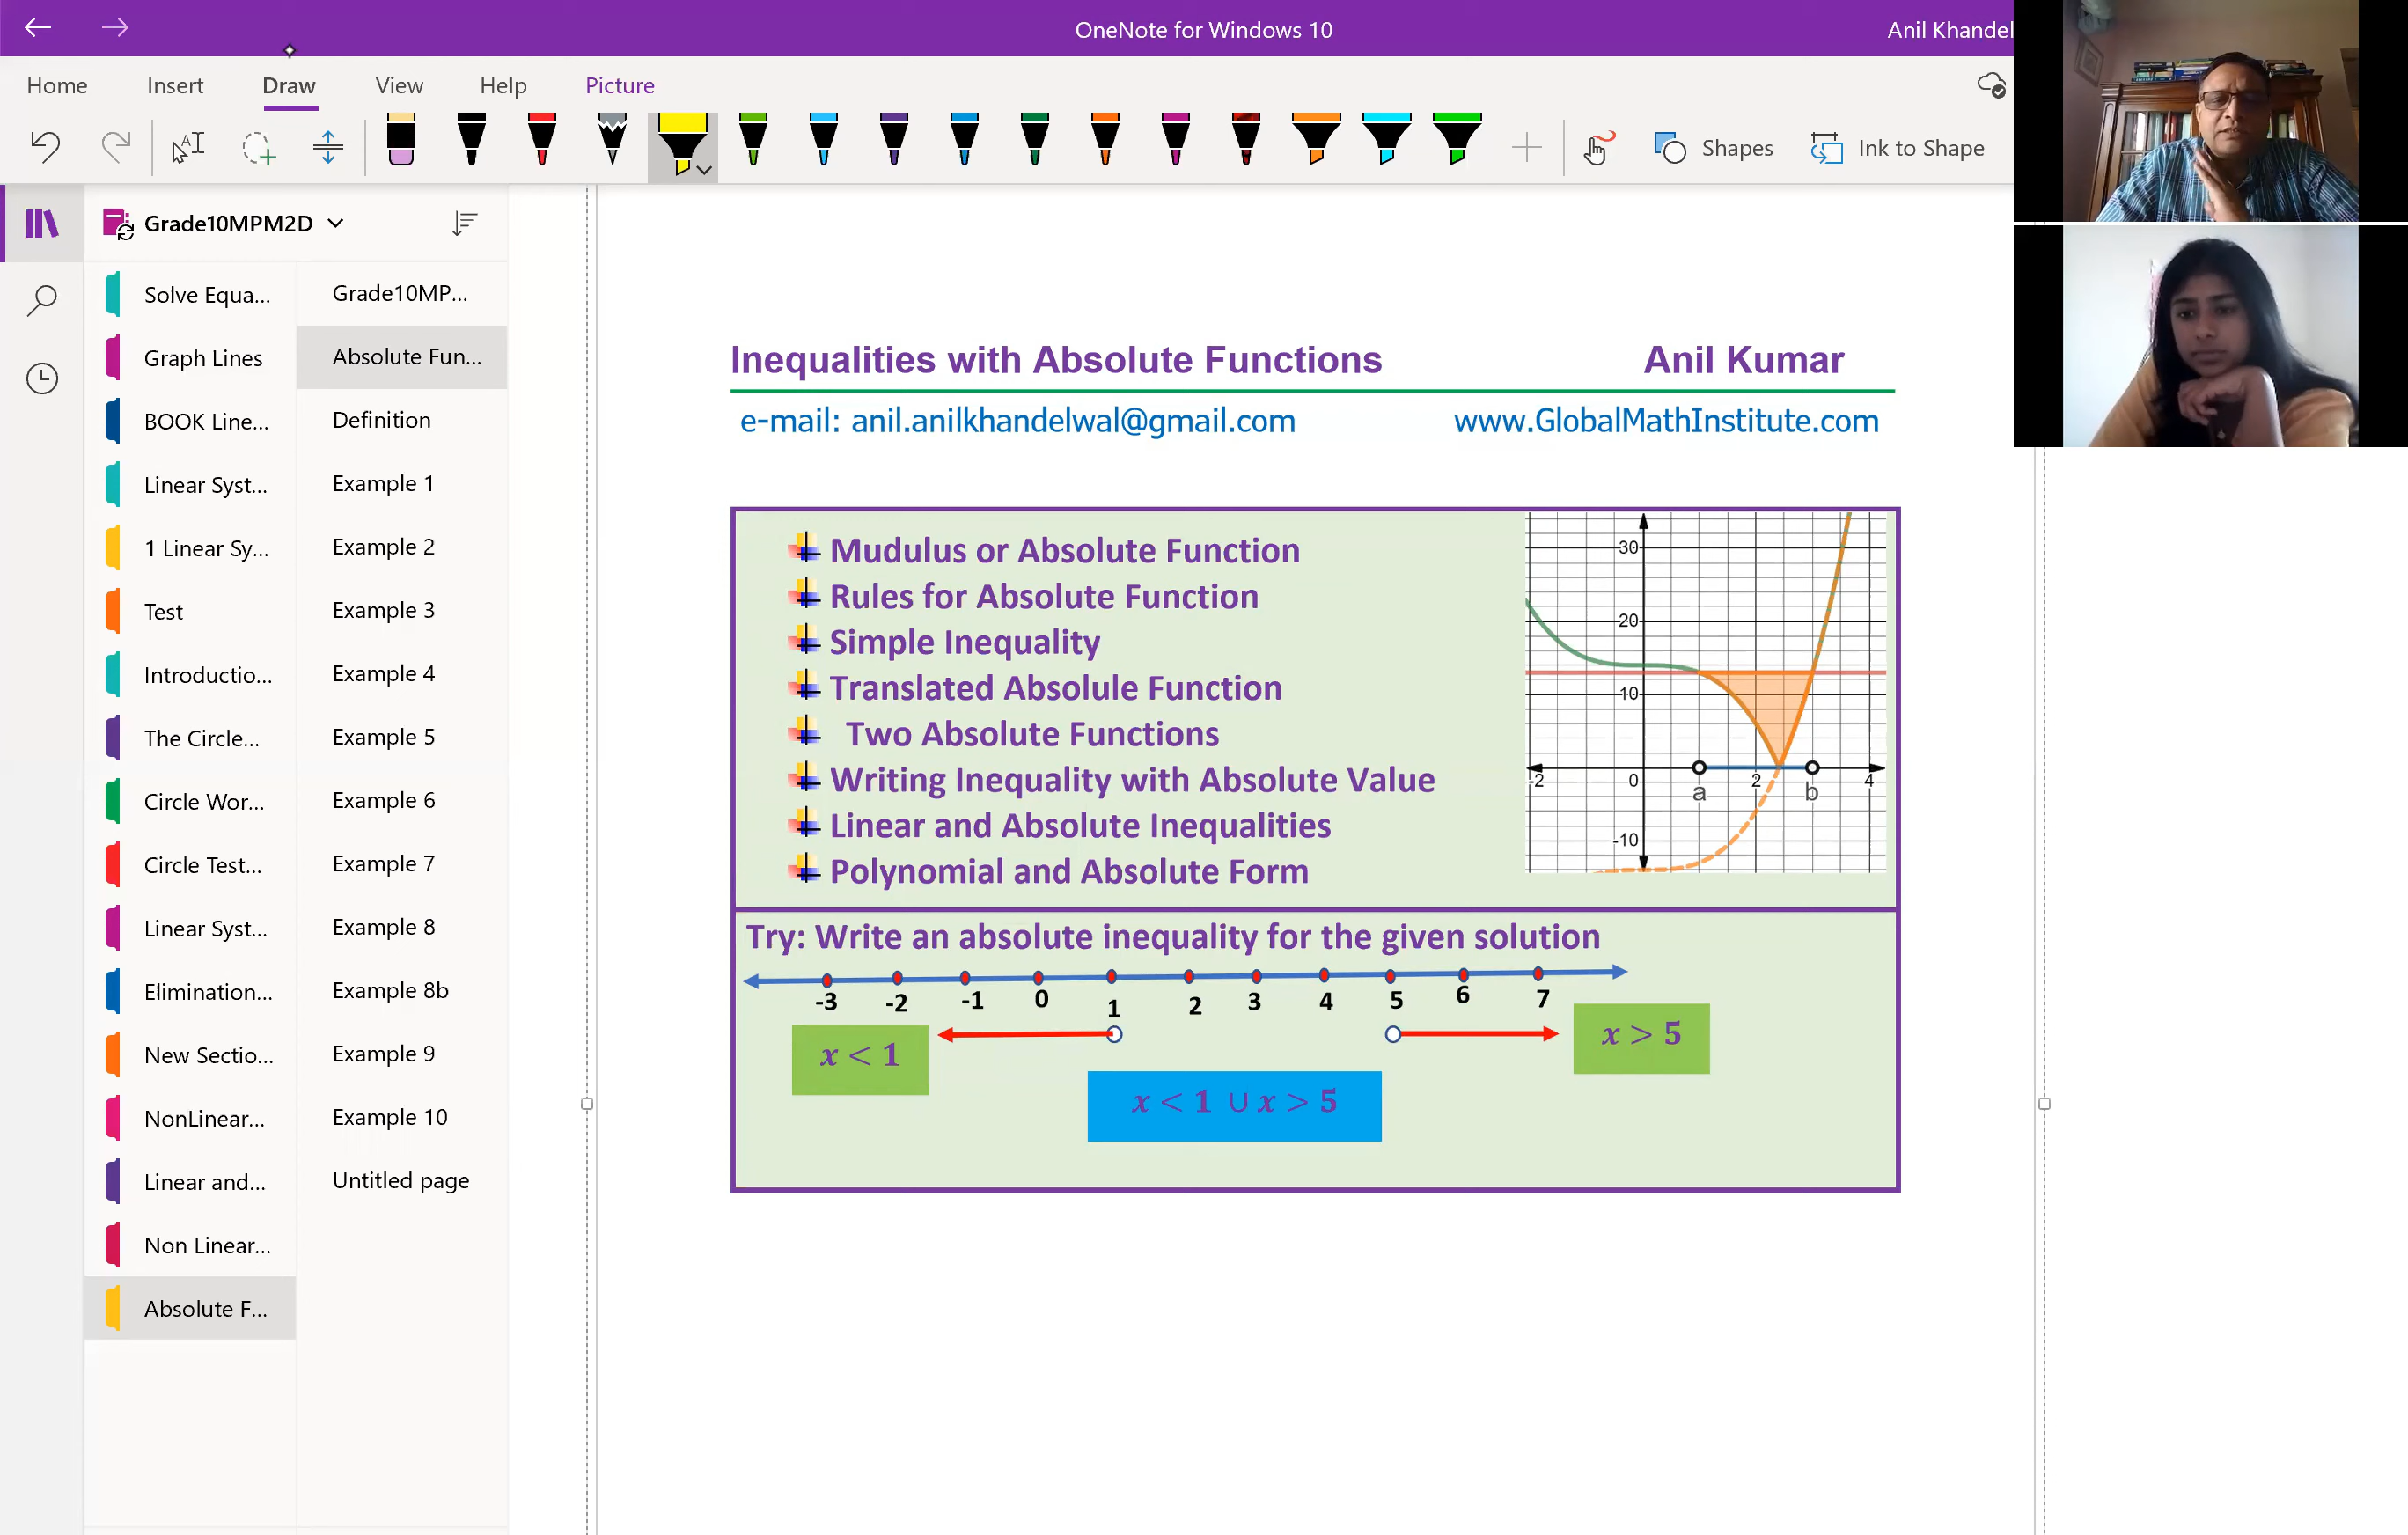 OneNote for Windows 10
Anil Khandel
Home Insert Draw View Help Picture
Shapes Ink to Shape
Grade10MPM2D
Solve Equa...
Graph Lines
BOOK Line...
Linear Syst...
1 Linear Sy...
Test
Introductio...
The Circle...
Circle Wor...
Circle Test...
Linear Syst...
Elimination...
New Sectio...
NonLinear...
Linear and...
Non Linear...
Absolute F...
Grade10MP...
Absolute Fun...
Definition
Example 1
Example 2
Example 3
Example 4
Example 5
Example 6
Example 7
Example 8
Example 8b
Example 9
Example 10
Untitled page
Inequalities with Absolute Functions Anil Kumar
e-mail: anil.anilkhandelwal@gmail.com www.GlobalMathInstitute.com
Mudulus or Absolute Function
Rules for Absolute Function
Simple Inequality
Translated Absolule Function
Two Absolute Functions
Writing Inequality with Absolute Value
Linear and Absolute Inequalities
Polynomial and Absolute Form
30
20
10
-2 0 2 4
a b
-10
Try: Write an absolute inequality for the given solution
-3 -2 -1 0 1 2 3 4 5 6 7
x < 1 x > 5
x < 1 ∪ x > 5